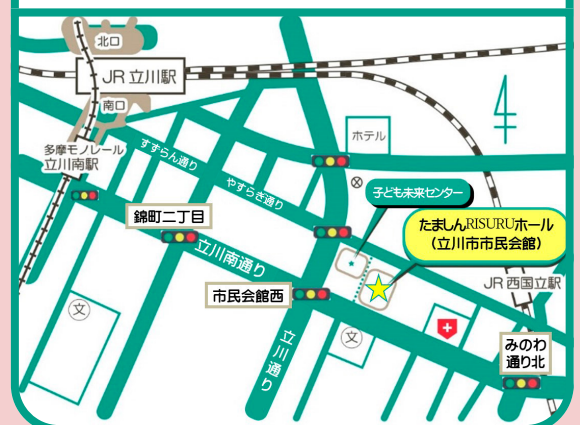 北口
JR 立川駅
南口
多摩モノレール
立川南駅
すずらん通り
やすらぎ通り
ホテル
子ども未来センター
錦町二丁目
立川南通り
たましんRISURUホール
(立川市市民会館)
市民会館西
JR 西国立駅
立川通り
文
文
みのわ
通り北